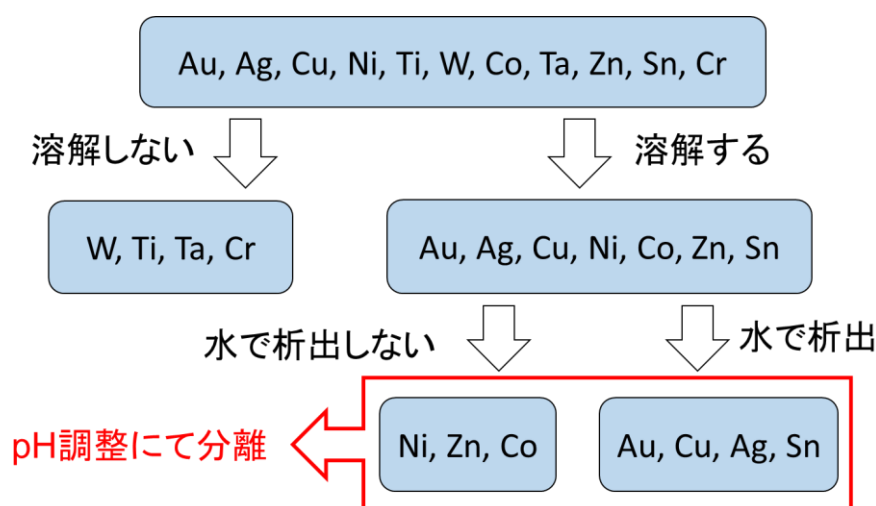 Au, Ag, Cu, Ni, Ti, W, Co, Ta, Zn, Sn, Cr
溶解しない
溶解する
W, Ti, Ta, Cr
Au, Ag, Cu, Ni, Co, Zn, Sn
水で析出しない
水で析出
pH調整にて分離
Ni, Zn, Co
Au, Cu, Ag, Sn